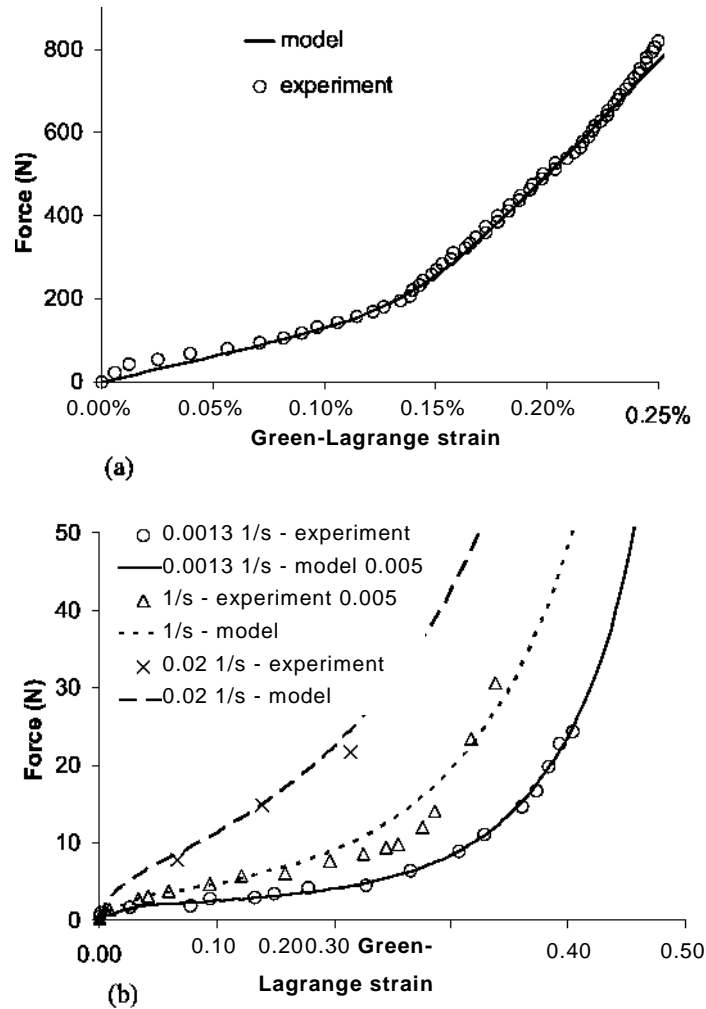 model
experiment
Force (N)
800
600
400
200
0
0.00% 0.05% 0.10% 0.15% 0.20% 0.25%
Green-Lagrange strain
(a)
0.0013 1/s - experiment
0.0013 1/s - model 0.005
1/s - experiment 0.005
1/s - model
0.02 1/s - experiment
0.02 1/s - model
Force (N)
50
40
30
20
10
0
0.00 0.10 0.200.30 Green- 0.40 0.50
Lagrange strain
(b)